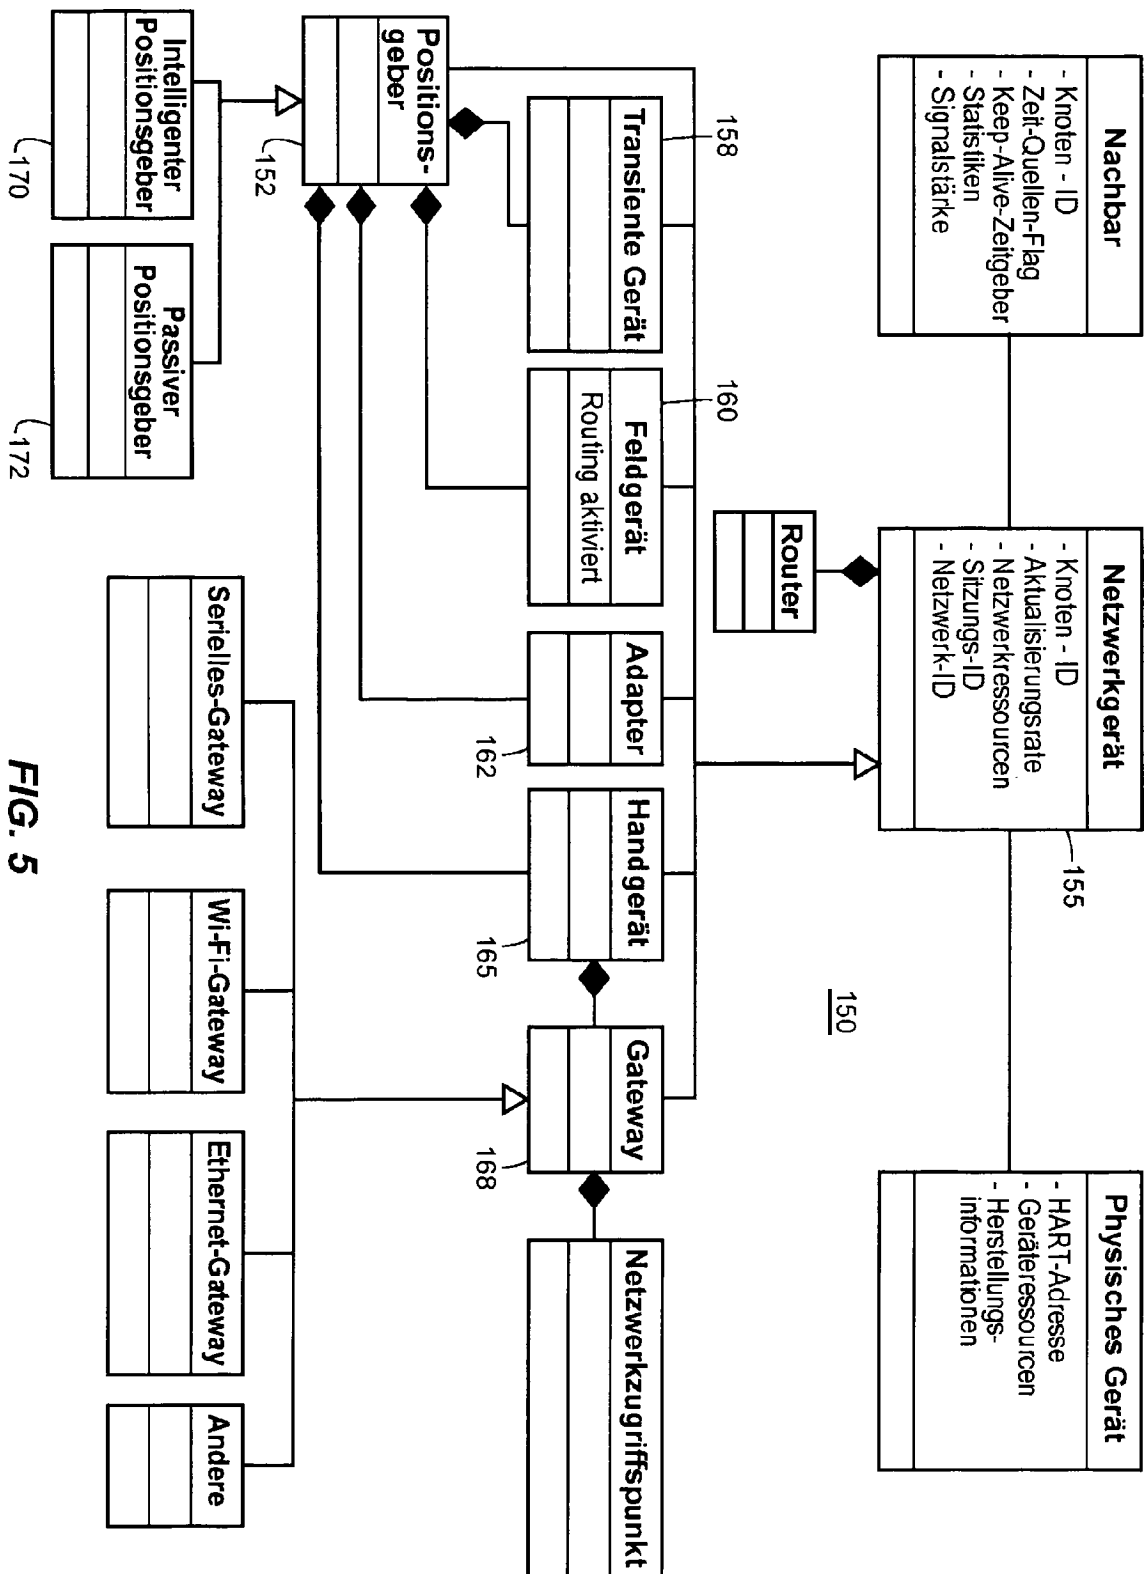 Nachbar
- Knoten - ID
- Zeit-Quellen-Flag
- Keep-Alive-Zeitgeber
- Statistiken
- Signalstärke
Netzwerkgerät
- Knoten - ID
- Aktualisierungsrate
- Netzwerkressourcen
- Sitzungs-ID
- Netzwerk-ID
155
Physisches Gerät
- HART-Adresse
- Geräteressourcen
- Herstellungs-
informationen
150
Router
158
Transiente Gerät
160
Feldgerät
Routing aktiviert
Adapter
162
Handgerät
165
Gateway
168
Netzwerkzugriffspunkt
Positions-
geber
152
Intelligenter
Positionsgeber
170
Passiver
Positionsgeber
172
Serielles-Gateway
Wi-Fi-Gateway
Ethernet-Gateway
Andere
FIG. 5